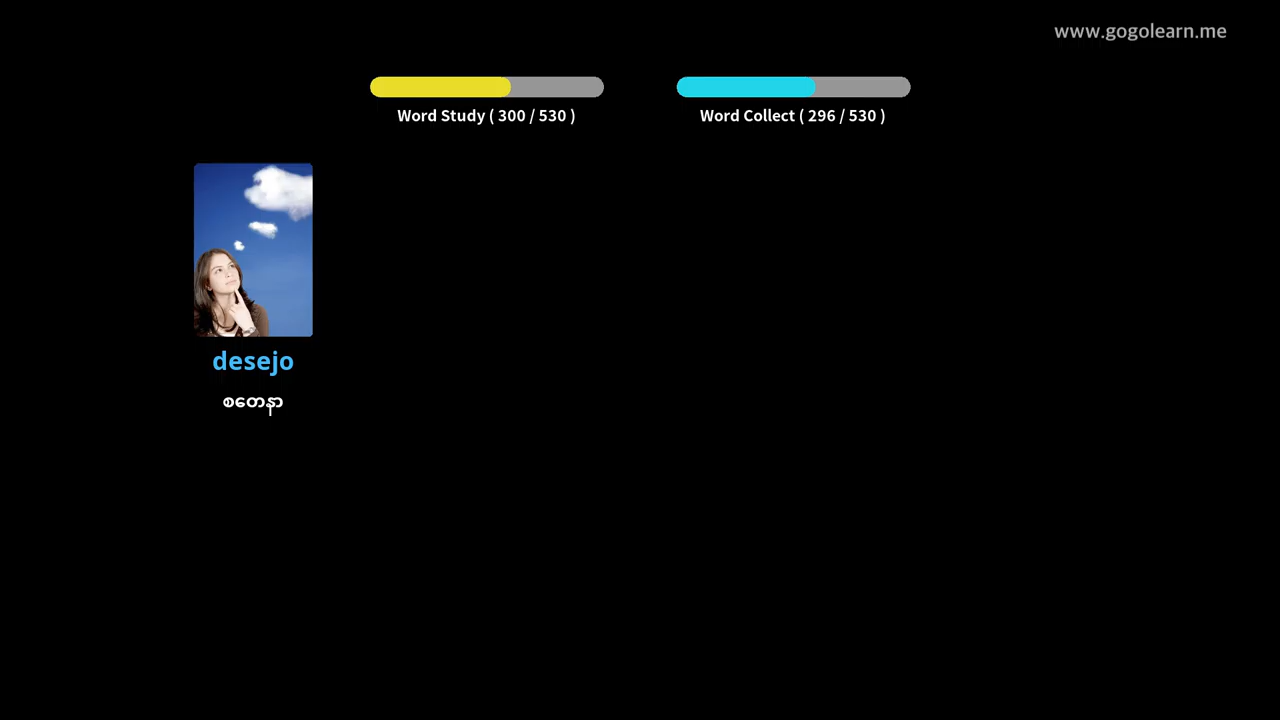 www.gogolearn.me
Word Study ( 300 / 530 )
Word Collect ( 296 / 530 )
desejo
စတေနာ